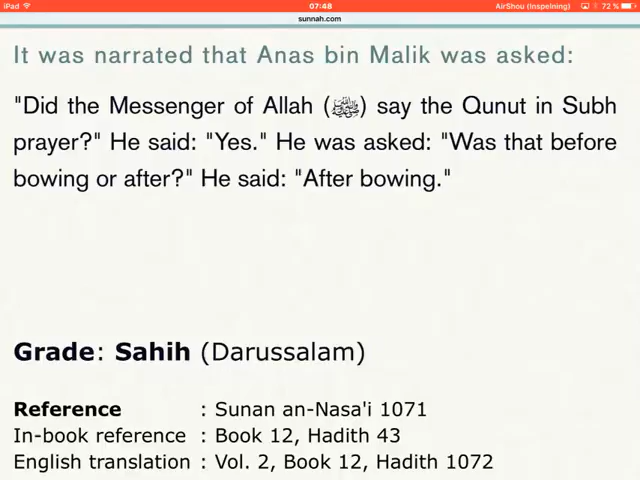 iPad 07:48 AirShou (Inspelning) 72 %
sunnah.com
It was narrated that Anas bin Malik was asked:
"Did the Messenger of Allah (ﷺ) say the Qunut in Subh
prayer?" He said: "Yes." He was asked: "Was that before
bowing or after?" He said: "After bowing."
Grade: Sahih (Darussalam)
Reference : Sunan an-Nasa'i 1071
In-book reference : Book 12, Hadith 43
English translation : Vol. 2, Book 12, Hadith 1072